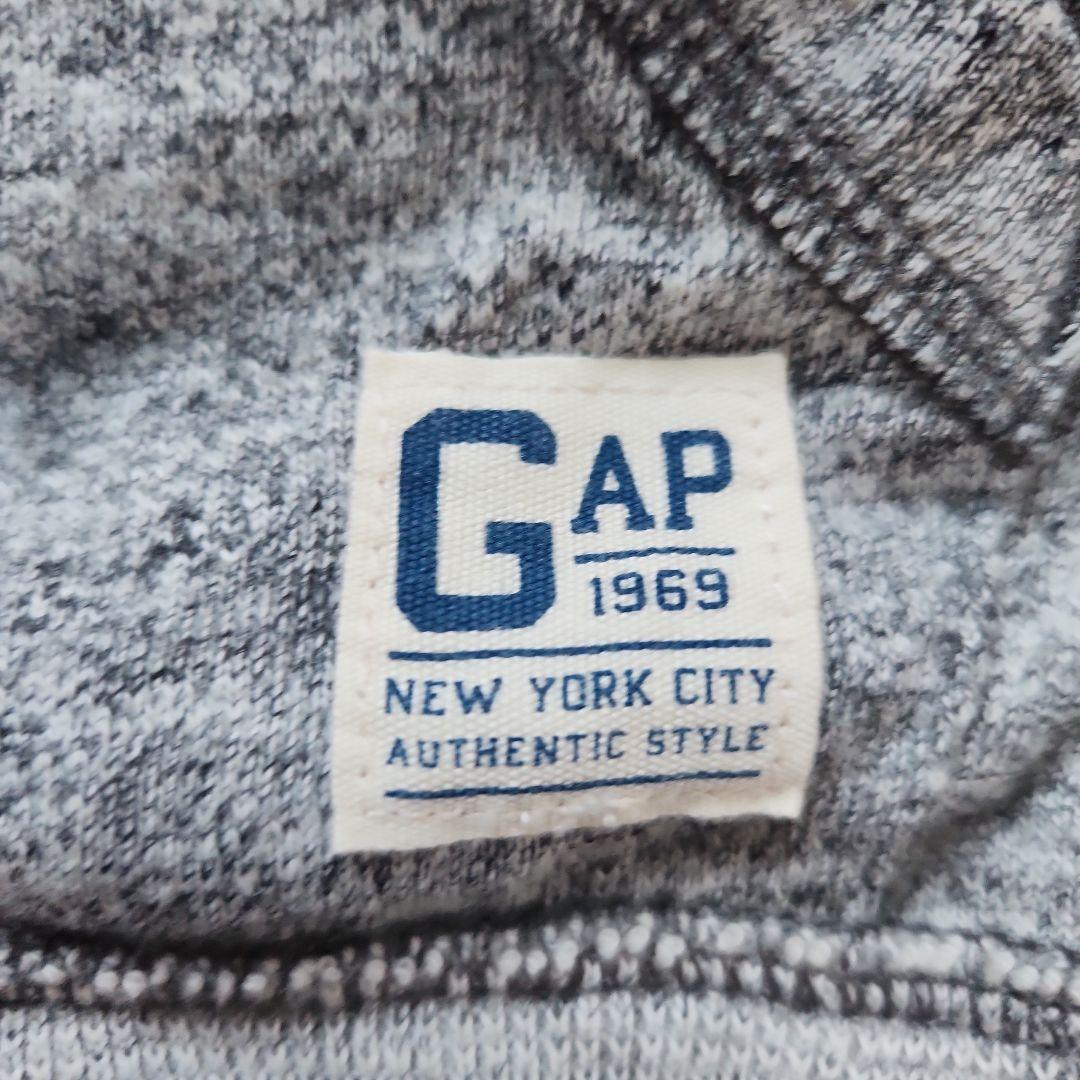 GAP
1969
NEW YORK CITY
AUTHENTIC STYLE